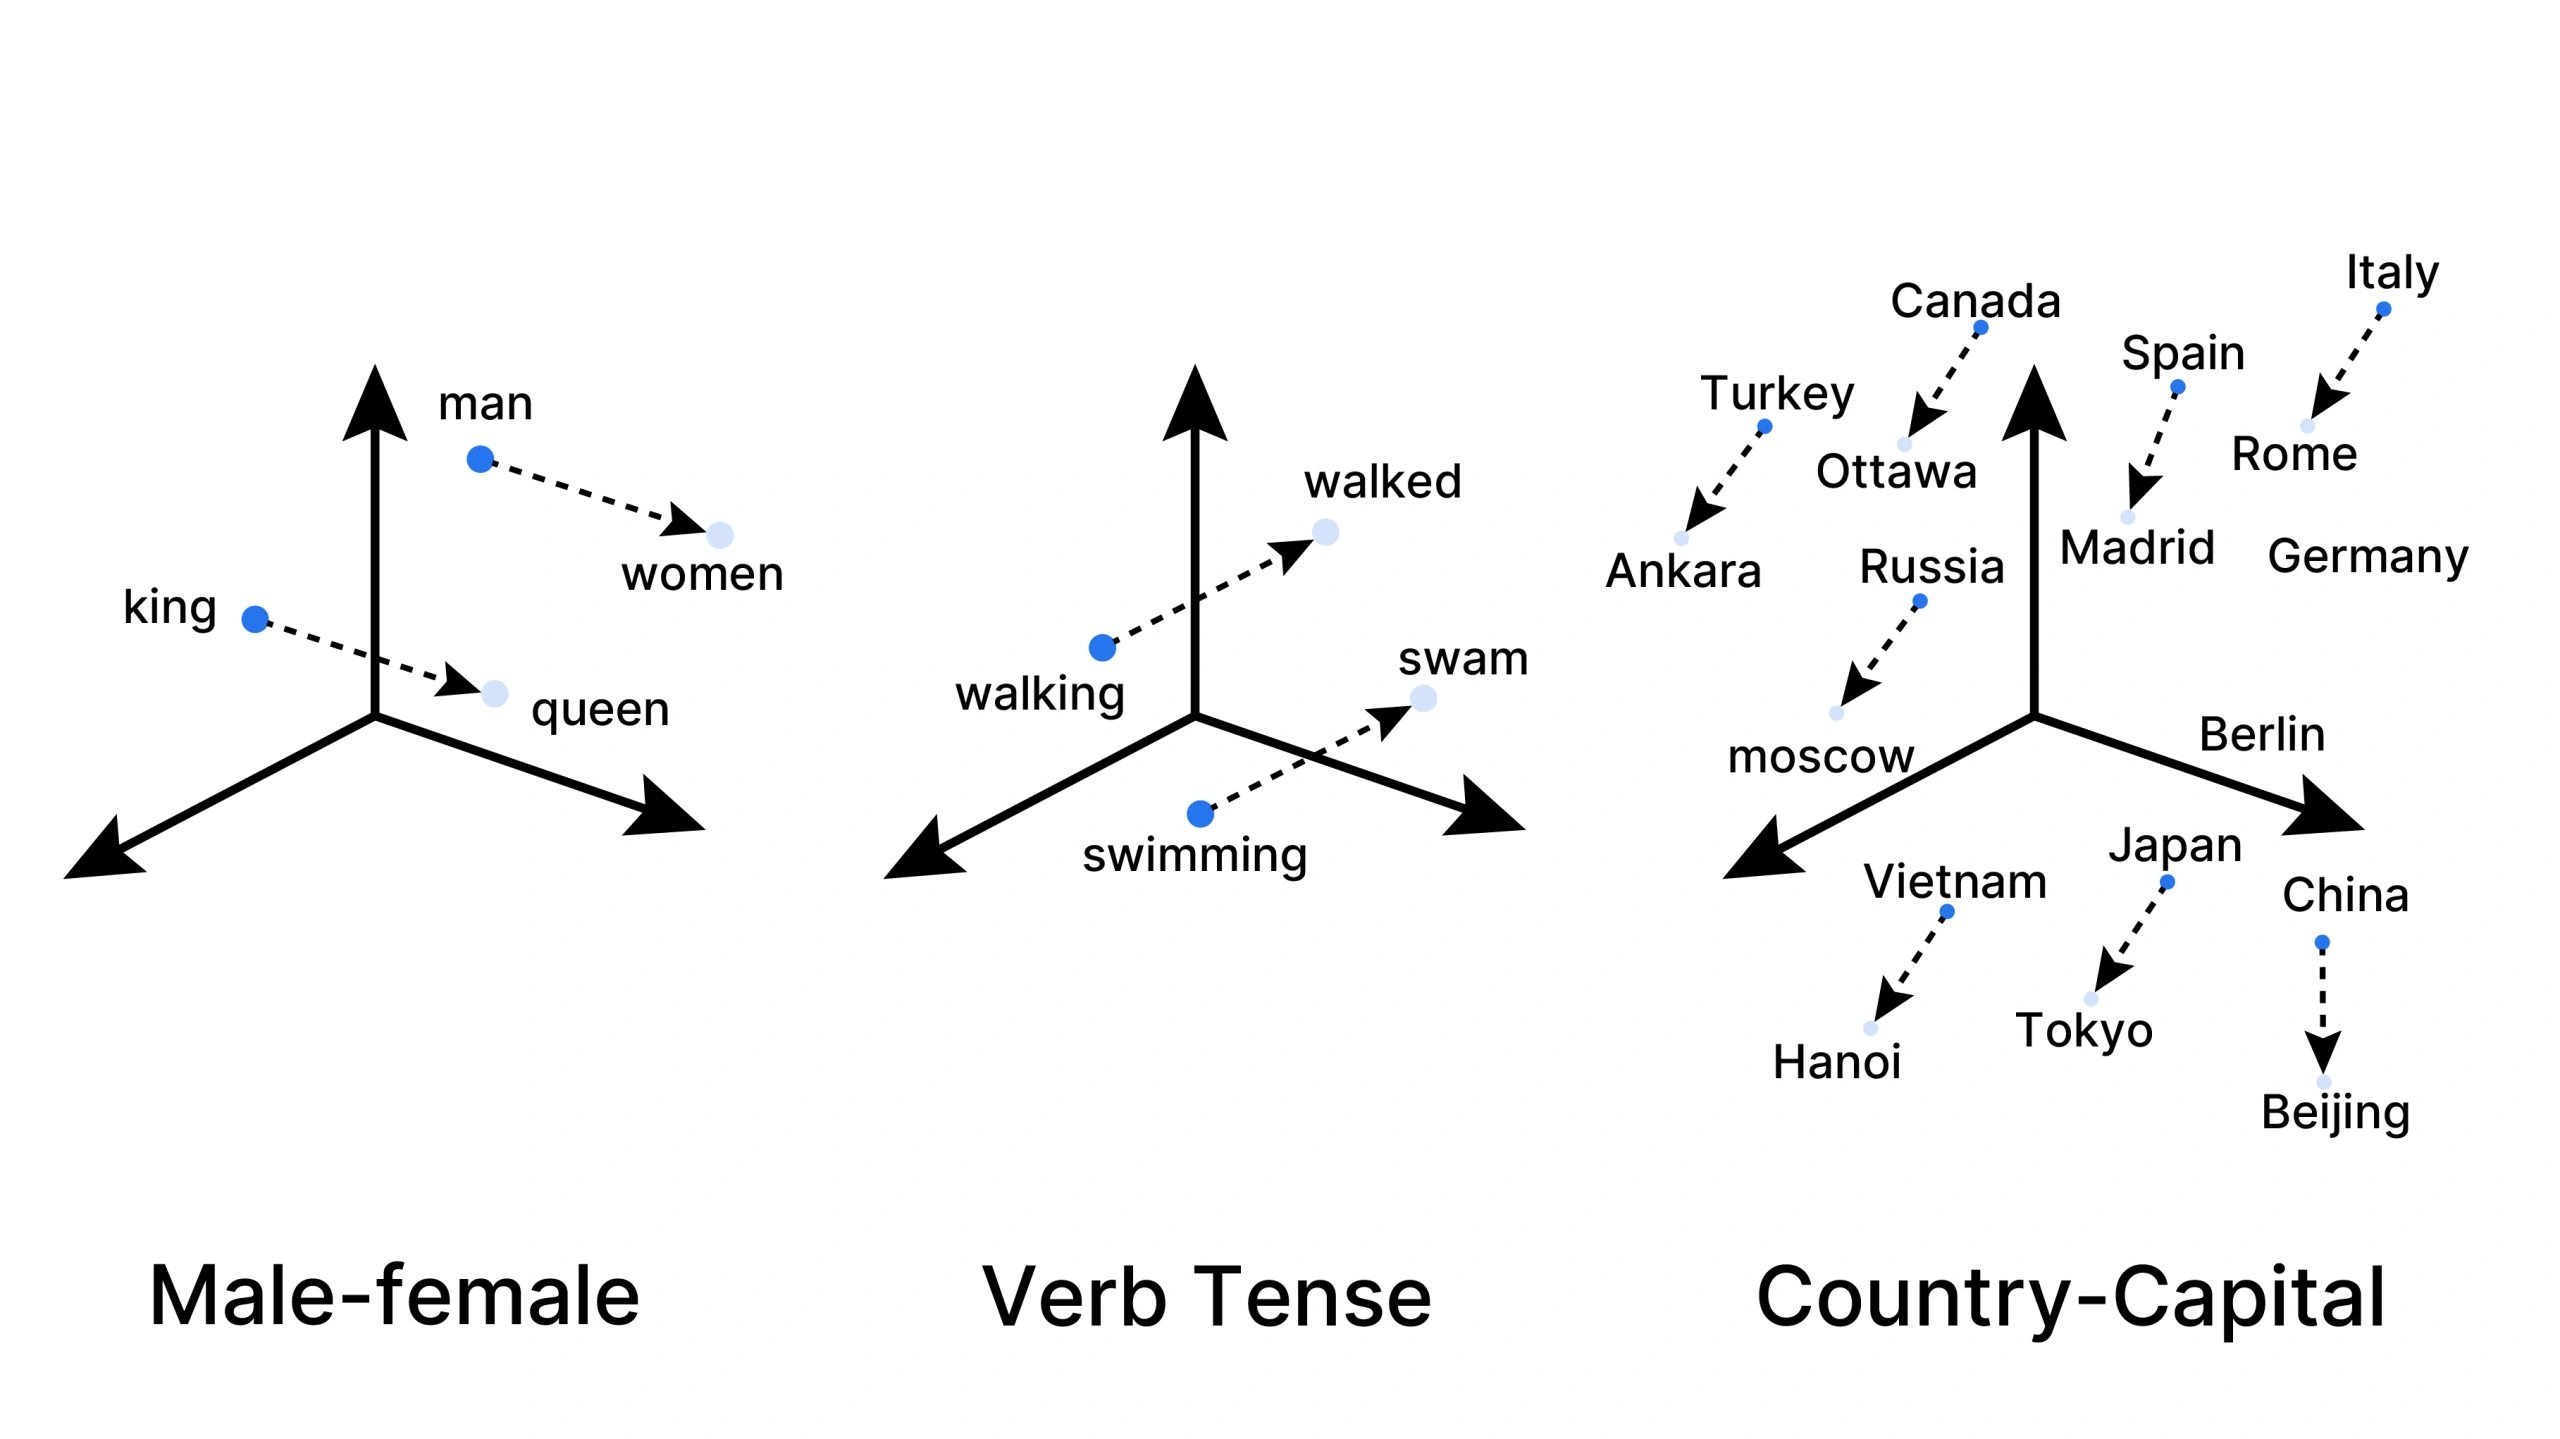 man
women
king
queen
Male-female
walked
walking
swam
swimming
Verb Tense
Italy
Canada
Spain
Turkey
Rome
Ottawa
Madrid
Germany
Ankara
Russia
Berlin
moscow
Japan
Vietnam
China
Tokyo
Hanoi
Beijing
Country-Capital